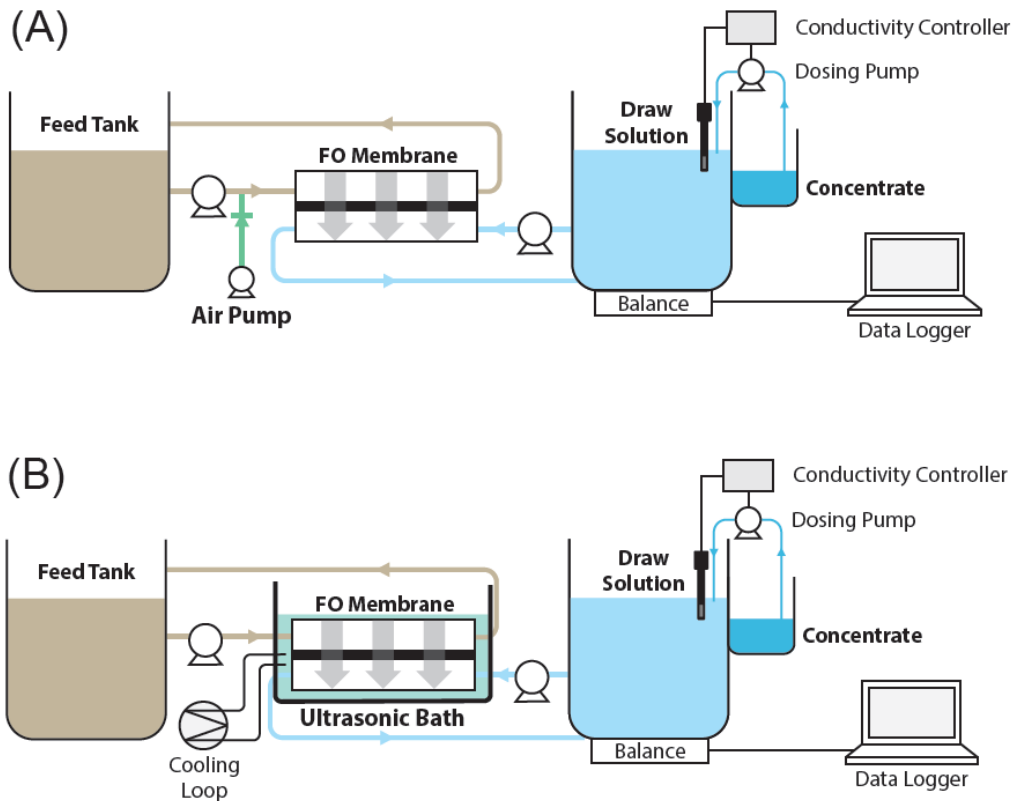 (A)
Conductivity Controller
Dosing Pump
Feed Tank
Draw
Solution
FO Membrane
Concentrate
Air Pump
Balance
Data Logger
(B)
Conductivity Controller
Dosing Pump
Feed Tank
Draw
Solution
FO Membrane
Concentrate
Ultrasonic Bath
Cooling
Loop
Balance
Data Logger